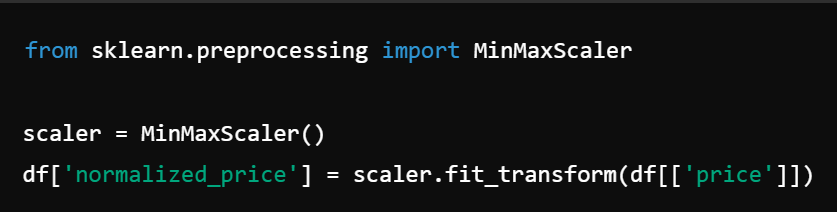 from sklearn.preprocessing import MinMaxScaler
scaler = MinMaxScaler()
df['normalized_price'] = scaler.fit_transform(df[['price']])